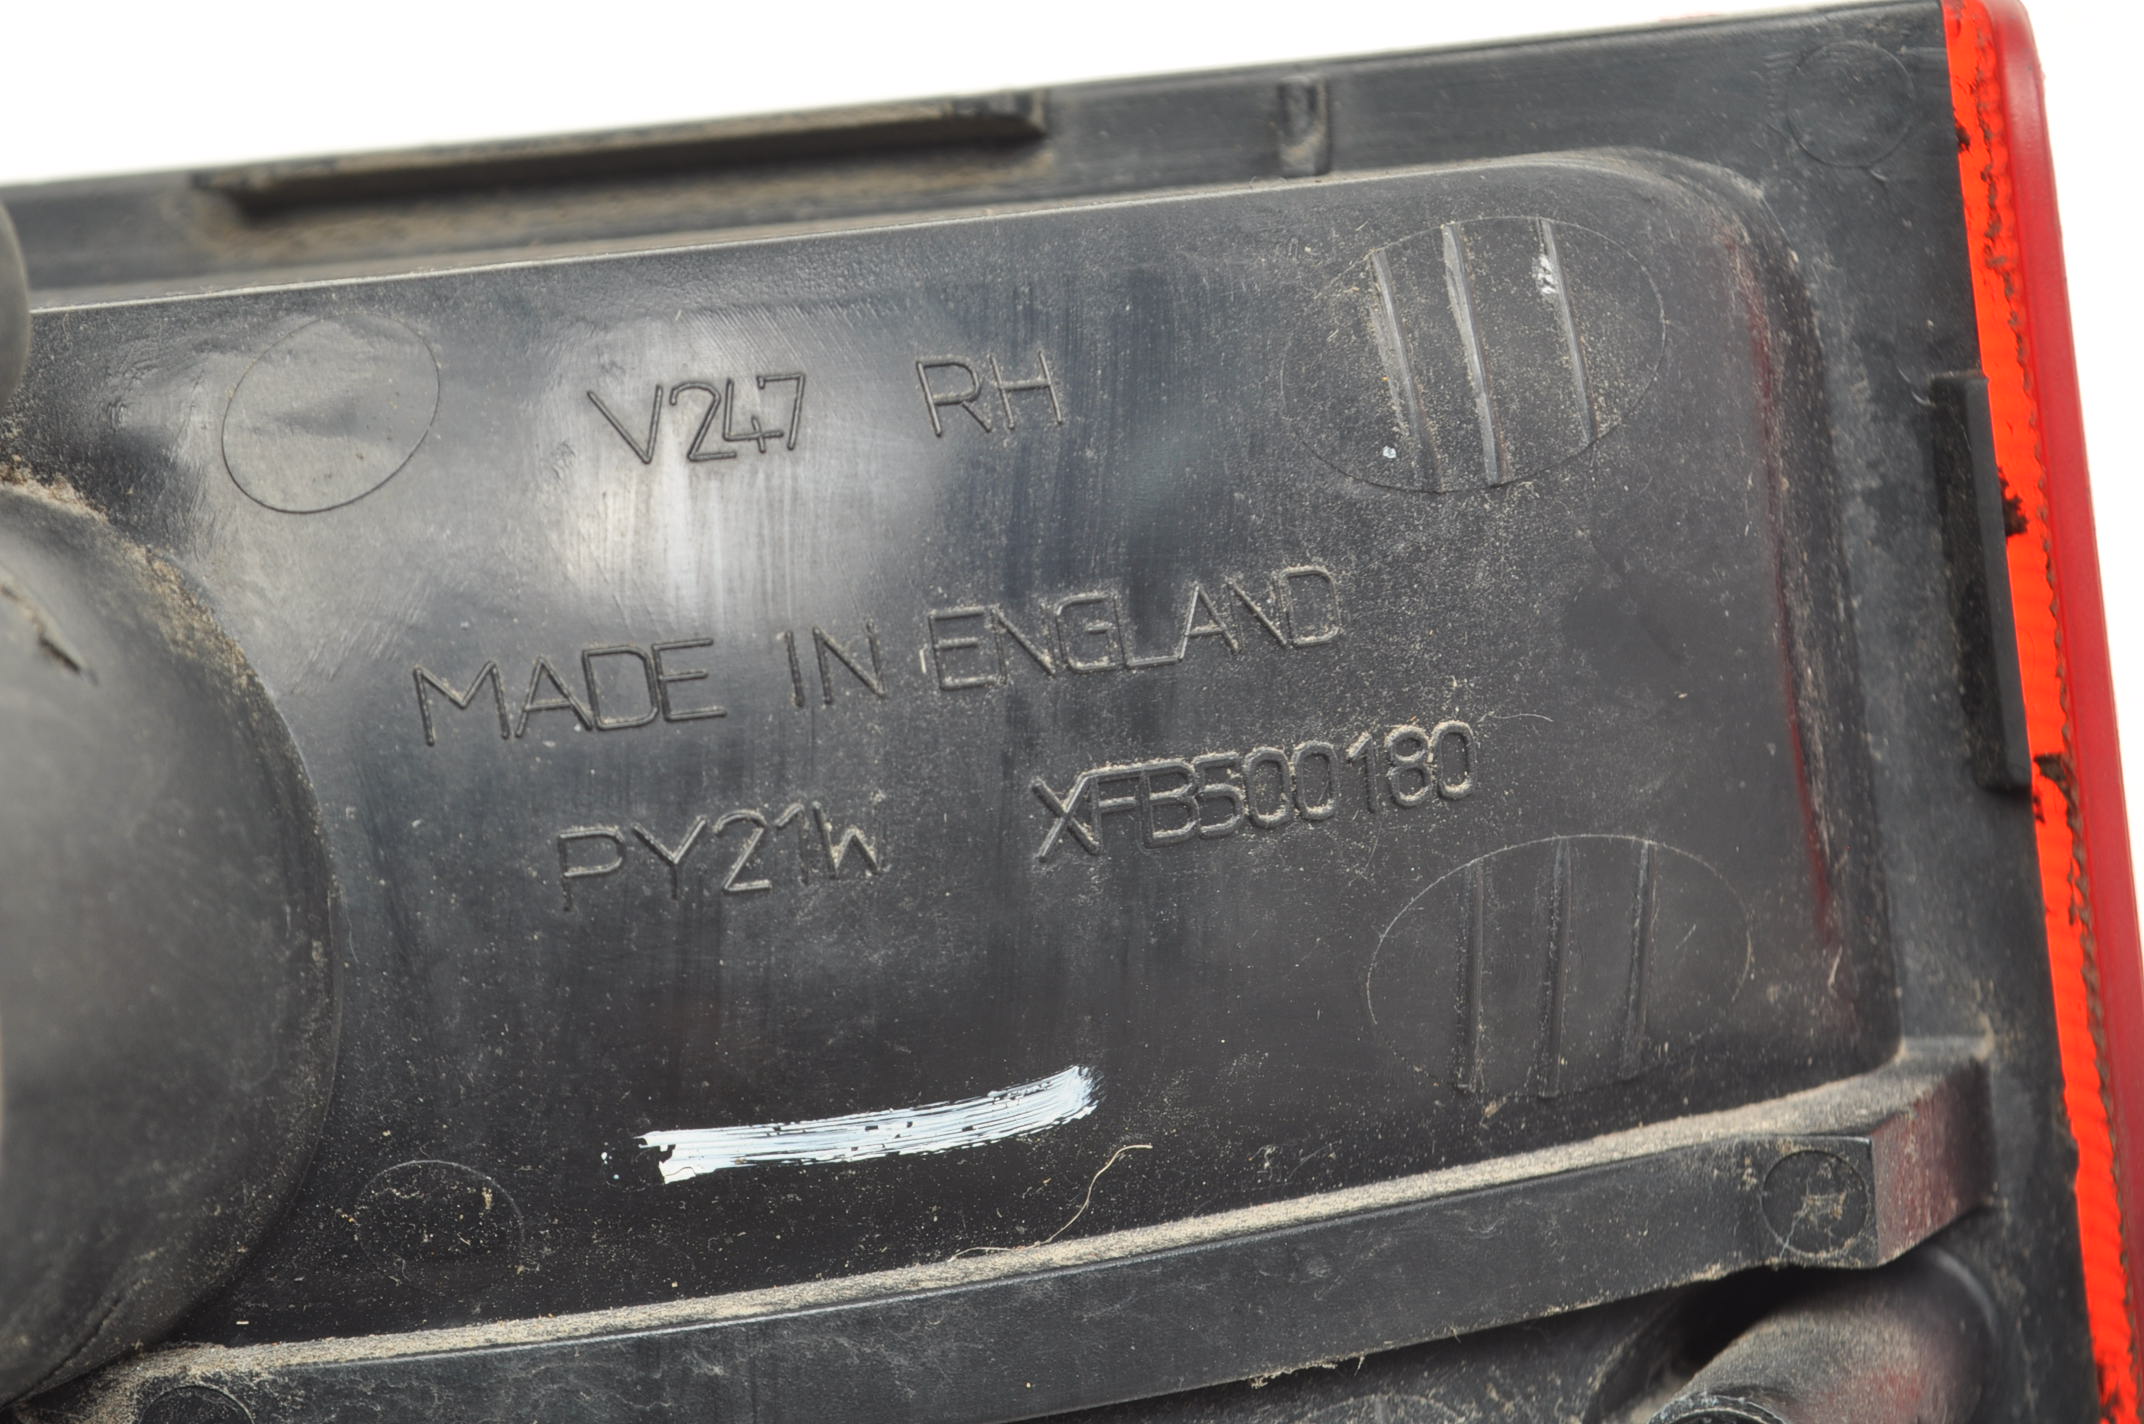 V247 RH
MADE IN ENGLAND
PY21W XFB500180